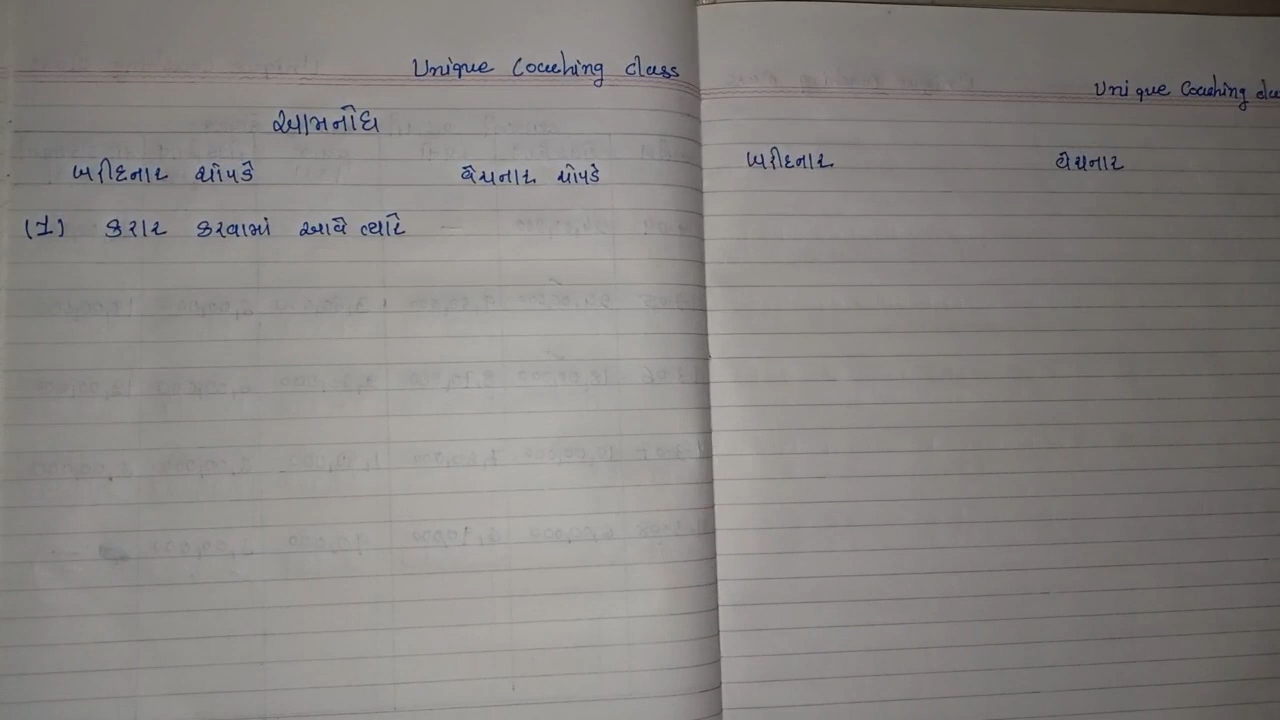 Unique Coaching class
આમનોંધ
ખરીદનાર ચોપડે વેચનાર ચોપડે
(1) કરાર કરવામાં આવે ત્યારે
Unique Coaching cla
ખરીદનાર વેચનાર